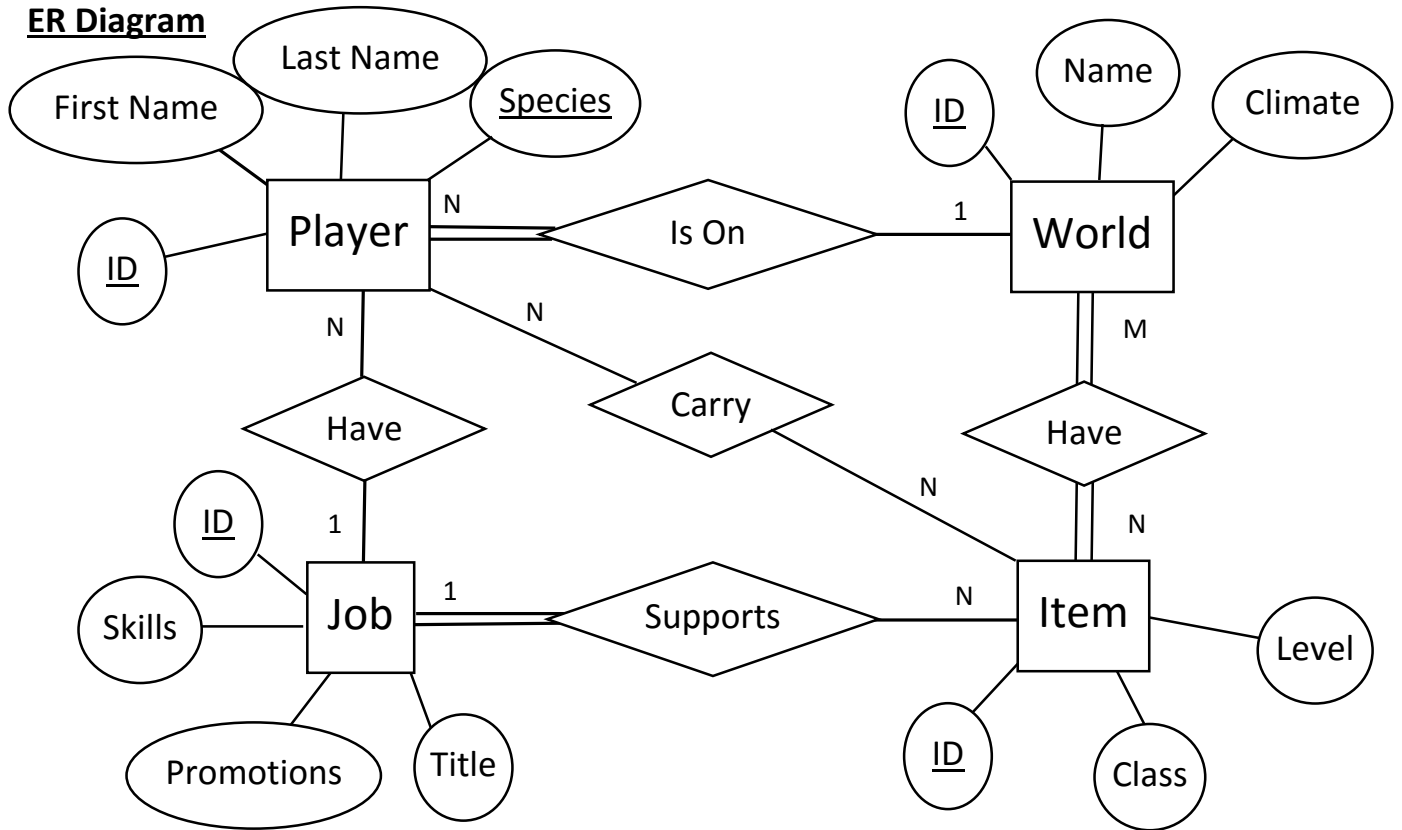 ER Diagram
First Name
Last Name
Species
ID
Name
Climate
ID
Player
N
Is On
1
World
N
N
M
Have
Carry
Have
ID
1
N
N
Skills
Job
1
Supports
N
Item
Level
Promotions
Title
ID
Class